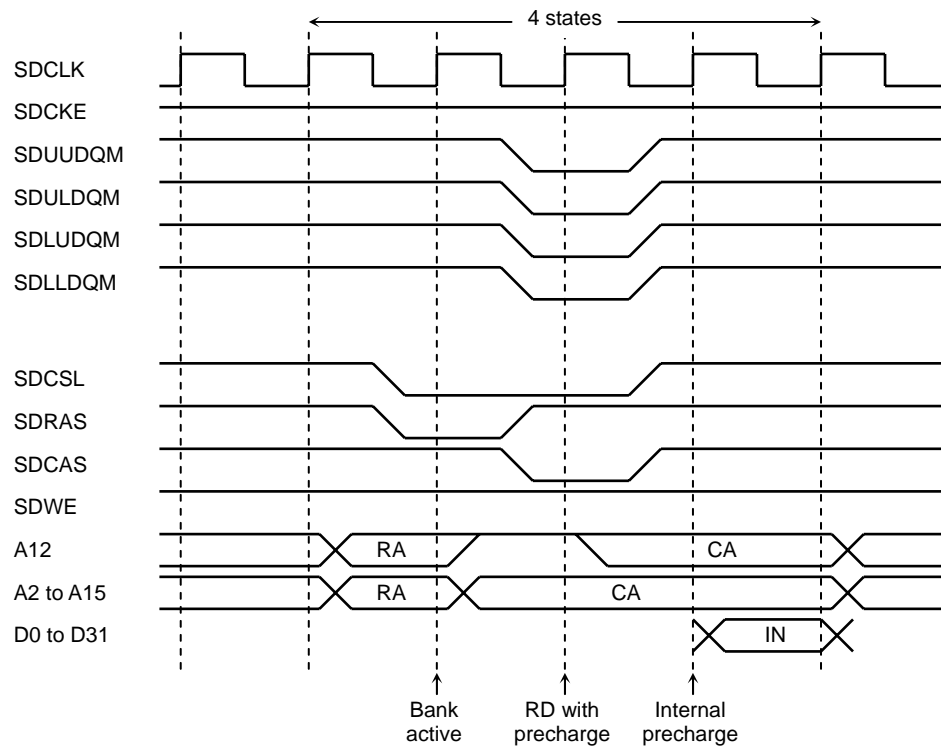 4 states
SDCLK
SDCKE
SDUUDQM
SDULDQM
SDLUDQM
SDLLDQM
SDCSL
SDRAS
SDCAS
SDWE
A12 RA CA
A2 to A15 RA CA
D0 to D31 IN
Bank active
RD with precharge
Internal precharge